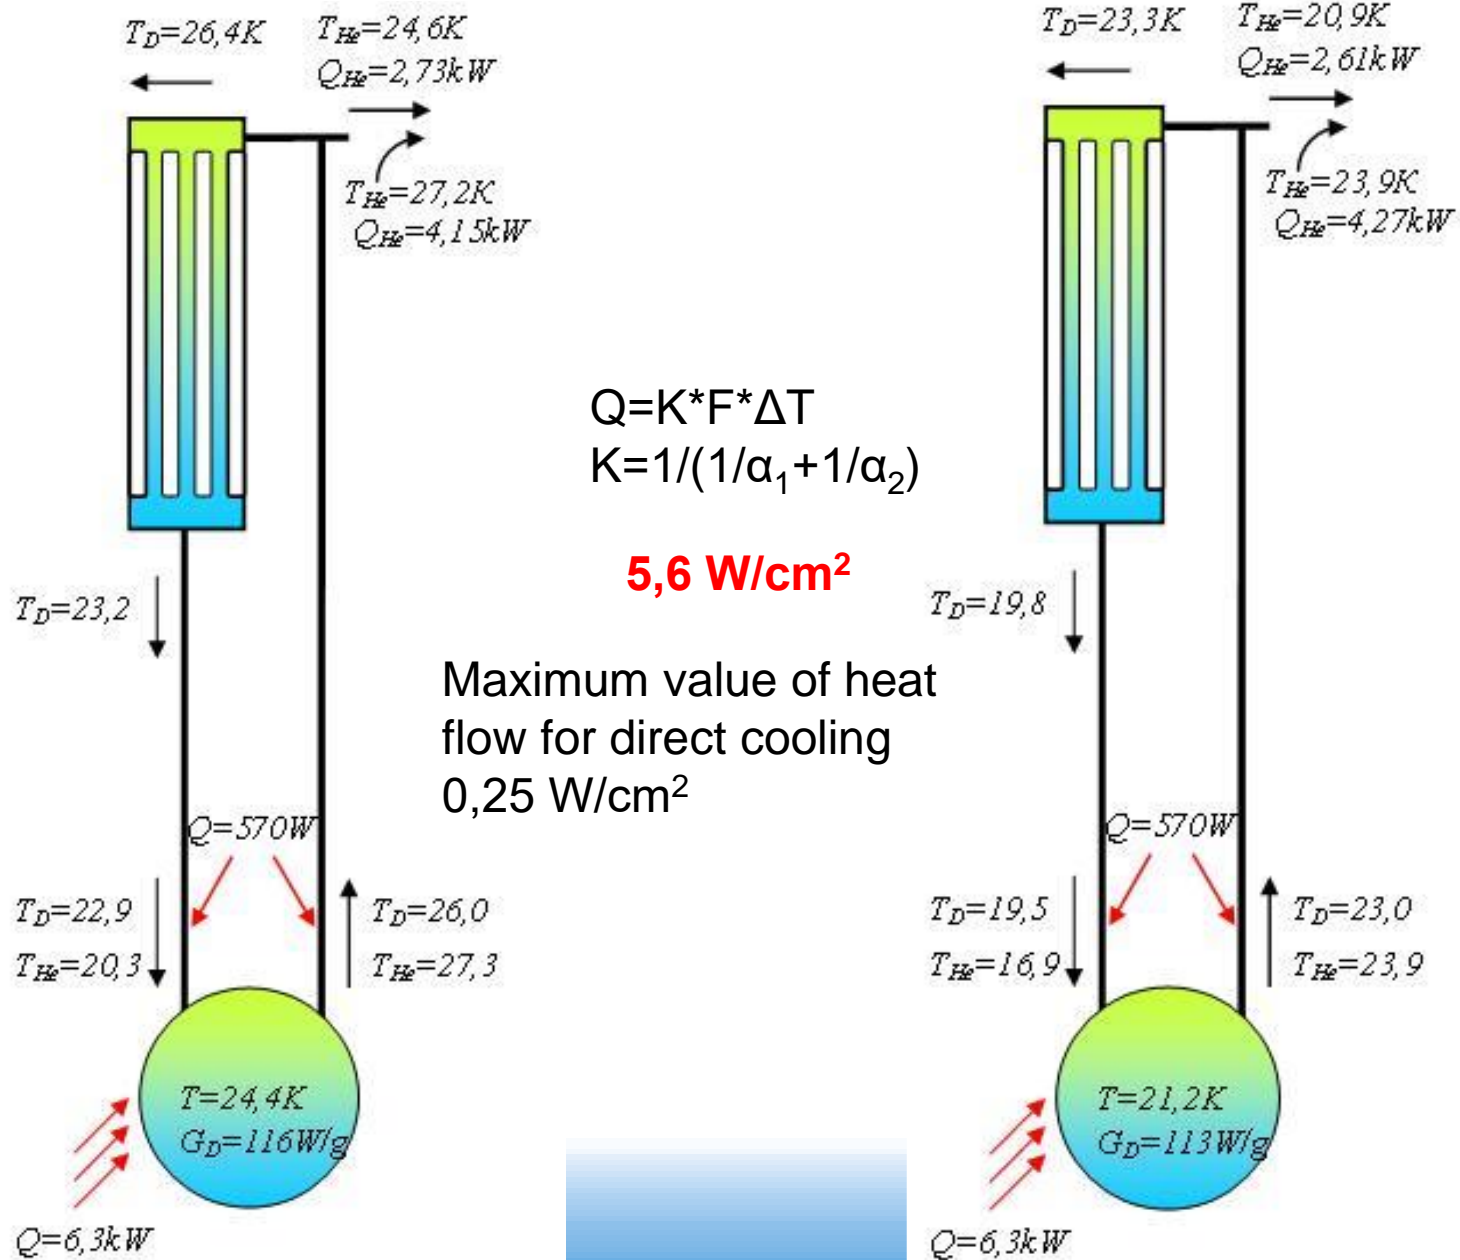 T_D=26,4K
T_He=24,6K
Q_He=2,73kW
T_He=27,2K
Q_He=4,15kW
T_D=23,2
Q=570W
T_D=22,9
T_He=20,3
T_D=26,0
T_He=27,3
T=24,4K
G_D=116W/g
Q=6,3kW
Q=K*F*ΔT
K=1/(1/α₁+1/α₂)
5,6 W/cm²
Maximum value of heat
flow for direct cooling
0,25 W/cm²
T_D=23,3K
T_He=20,9K
Q_He=2,61kW
T_He=23,9K
Q_He=4,27kW
T_D=19,8
Q=570W
T_D=19,5
T_He=16,9
T_D=23,0
T_He=23,9
T=21,2K
G_D=113W/g
Q=6,3kW